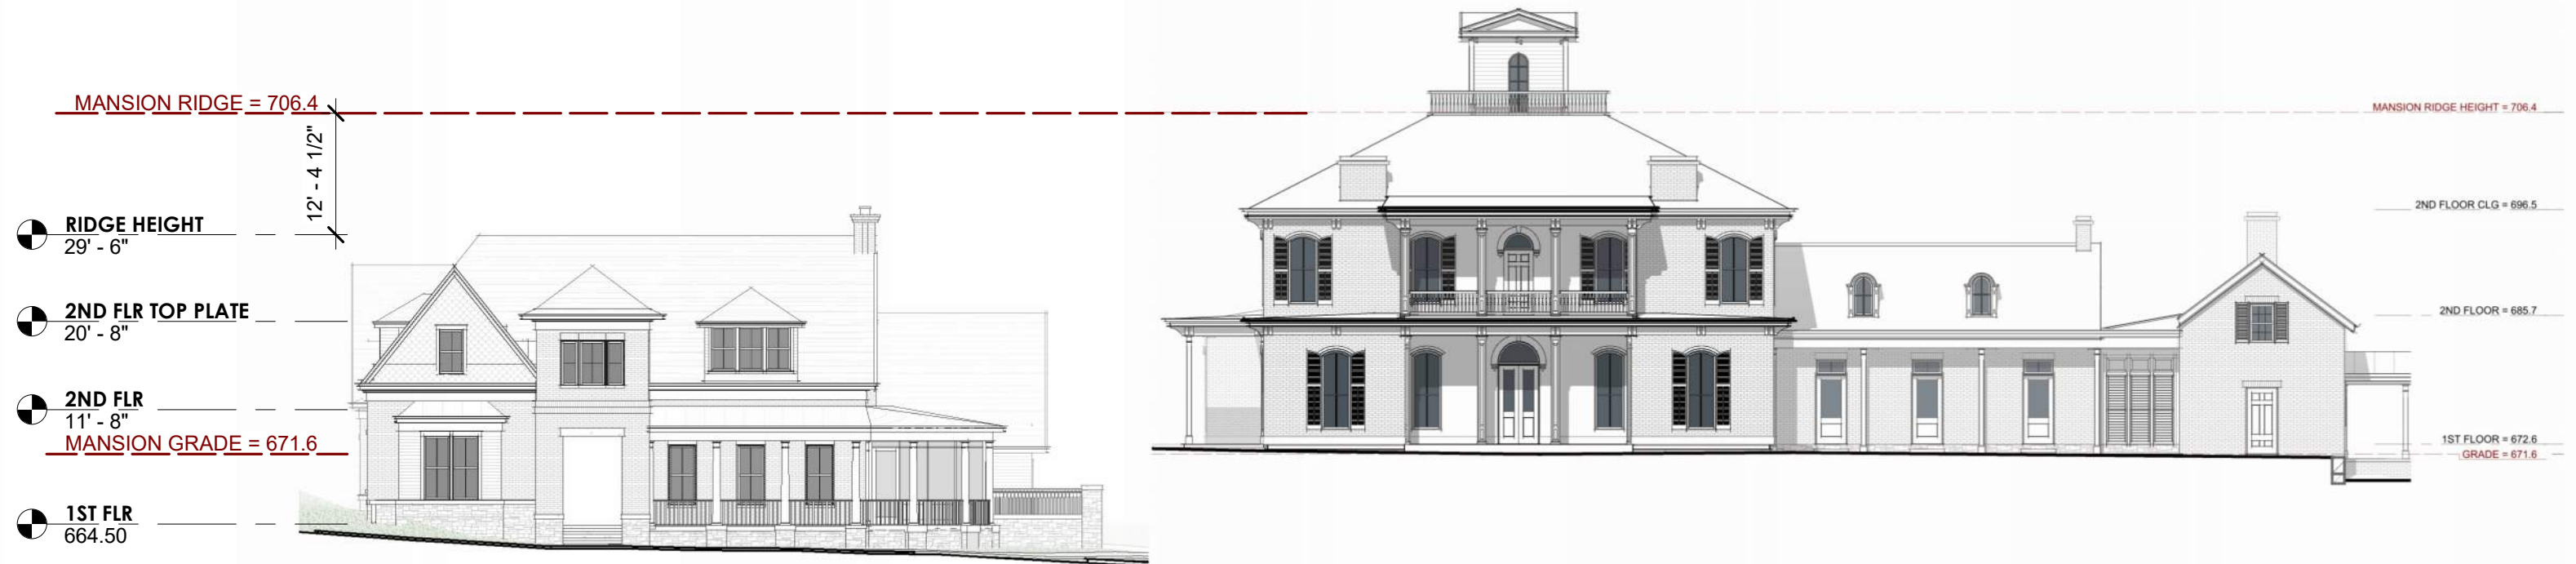 MANSION RIDGE = 706.4
12' - 4 1/2"
RIDGE HEIGHT
29' - 6"
2ND FLR TOP PLATE
20' - 8"
2ND FLR
11' - 8"
MANSION GRADE = 671.6
1ST FLR
664.50
MANSION RIDGE HEIGHT = 706.4
2ND FLOOR CLG = 696.5
2ND FLOOR = 685.7
1ST FLOOR = 672.6
GRADE = 671.6